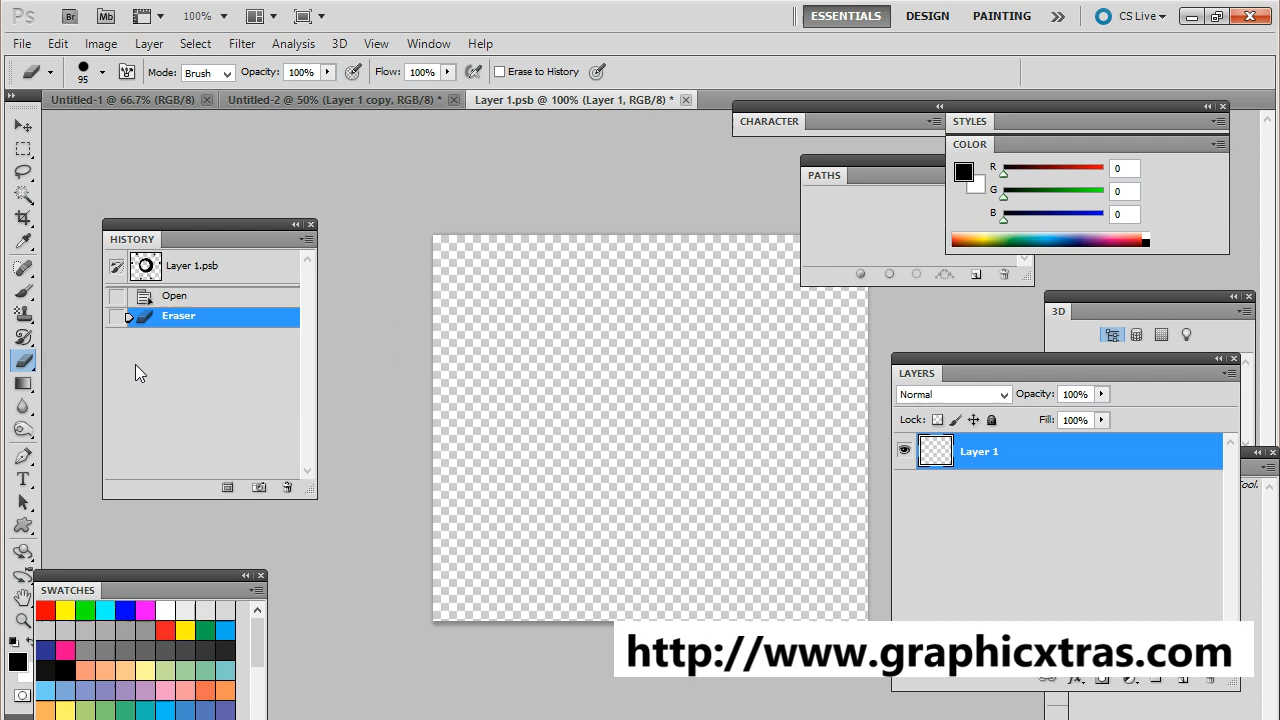 Ps Br Mb 100% ESSENTIALS DESIGN PAINTING CS Live
File Edit Image Layer Select Filter Analysis 3D View Window Help
95 Mode: Brush Opacity: 100% Flow: 100% Erase to History
Untitled-1 @ 66.7% (RGB/8) Untitled-2 @ 50% (Layer 1 copy, RGB/8) * Layer 1.psb @ 100% (Layer 1, RGB/8) *
CHARACTER STYLES
COLOR
R 0
G 0
B 0
PATHS
HISTORY
Layer 1.psb
Open
Eraser
3D
LAYERS
Normal Opacity: 100%
Lock: Fill: 100%
Layer 1
Tool.
SWATCHES
http://www.graphicxtras.com